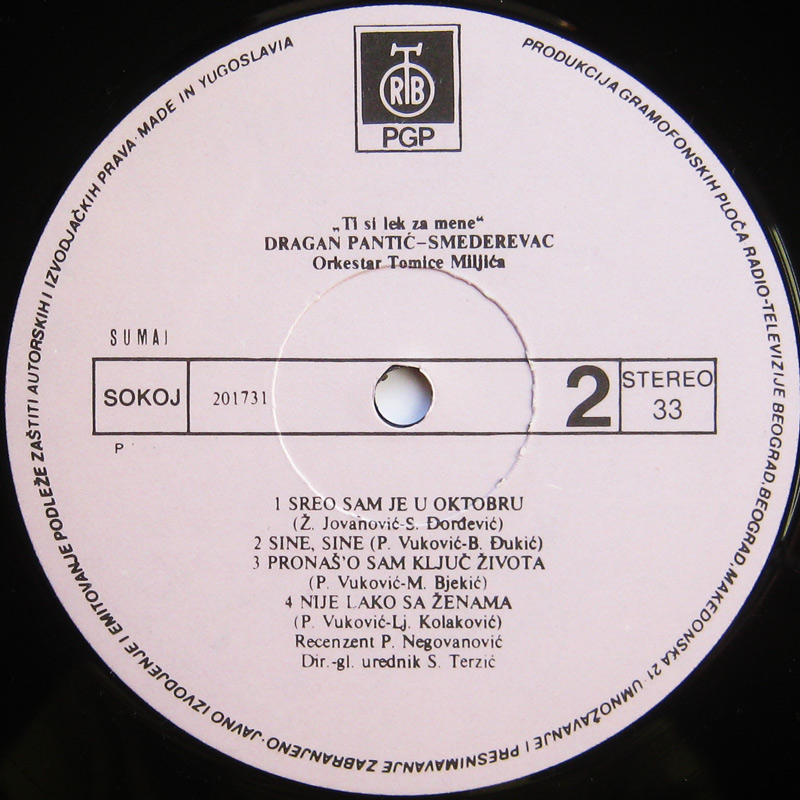 PRODUKCIJA GRAMOFONSKIH PLOČA RADIO-TELEVIZIJE BEOGRAD, BEOGRAD, MAKEDONSKA 21 · UMNOŽAVANJE I PRESNIMAVANJE ZABRANJENO · JAVNO IZVODJENJE I EMITOVANJE PODLEŽE ZAŠTITI AUTORSKIH I IZVODJAČKIH PRAVA · MADE IN YUGOSLAVIA
RTB
PGP
„Ti si lek za mene“
DRAGAN PANTIĆ–SMEDEREVAC
Orkestar Tomice Miljića
SUMAJ
SOKOJ
201731
2
STEREO
33
P
1 SREO SAM JE U OKTOBRU
(Ž. Jovanović-S. Đorđević)
2 SINE, SINE (P. Vuković-B. Đukić)
3 PRONAŠ'O SAM KLJUČ ŽIVOTA
(P. Vuković-M. Bjekić)
4 NIJE LAKO SA ŽENAMA
(P. Vuković-Lj. Kolaković)
Recenzent P. Negovanović
Dir.-gl. urednik S. Terzić